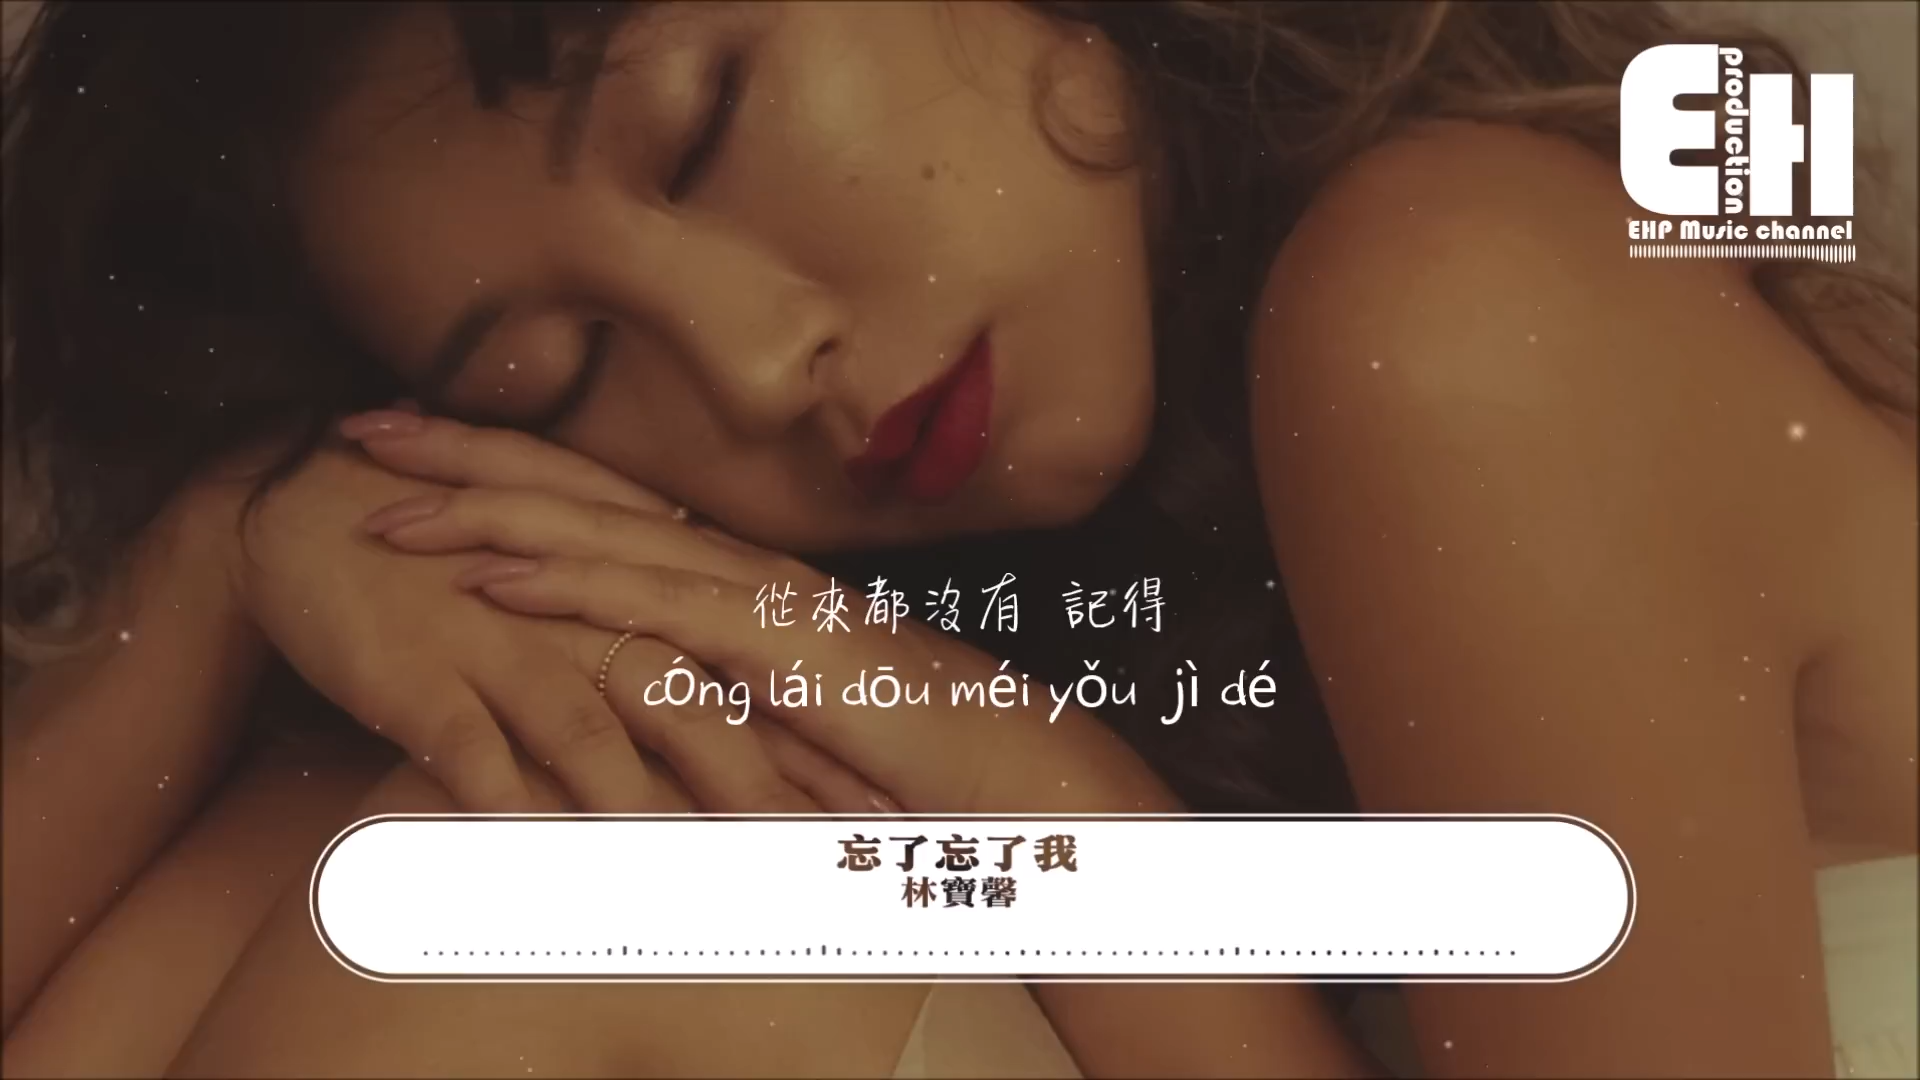 EH
production
EHP Music channel
從來都沒有 記得
cóng lái dōu méi yǒu jì dé
忘了忘了我
林寶馨